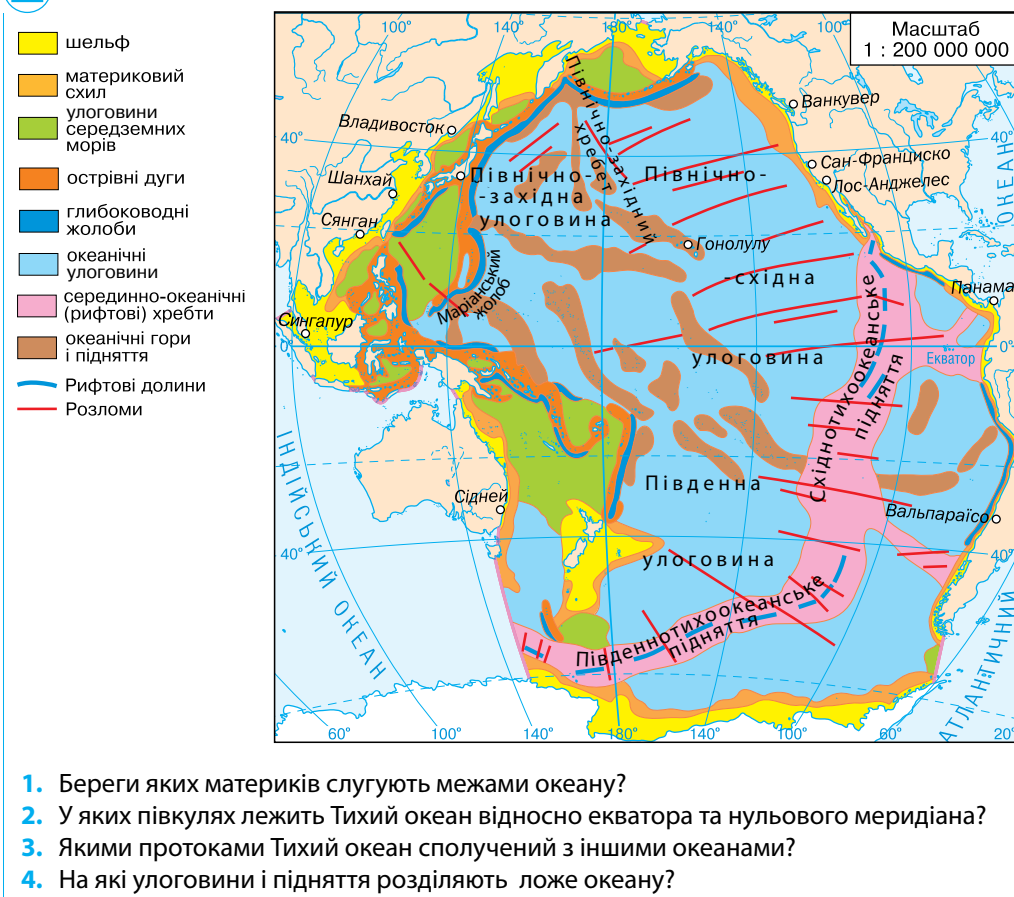 шельф
материковий
схил
улоговини
середземних
морів
острівні дуги
глибоководні
жолоби
океанічні
улоговини
серединно-океанічні
(рифтові) хребти
океанічні гори
і підняття
Рифтові долини
Розломи
100° 140° 180° 140° 100°
Масштаб
1 : 200 000 000
Ванкувер
Владивосток
40°
40°
Північно-західний
хребет
Сан-Франциско
Лос-Анджелес
Шанхай
Північно-
-західна
улоговина
Північно-
Сянган
Гонолулу
-східна
улоговина
Маріанський
жолоб
Панама
Сингапур
0°
0°
Екватор
Східнотихоокеанське
підняття
ОКЕАН
ІНДІЙСЬКИЙ ОКЕАН
Сідней
Південна
улоговина
Вальпараїсо
40°
40°
Південнотихоокеанське
підняття
АТЛАНТИЧНИЙ
60° 100° 140° 180° 140° 100° 60° 20°
1. Береги яких материків слугують межами океану?
2. У яких півкулях лежить Тихий океан відносно екватора та нульового меридіана?
3. Якими протоками Тихий океан сполучений з іншими океанами?
4. На які улоговини і підняття розділяють ложе океану?